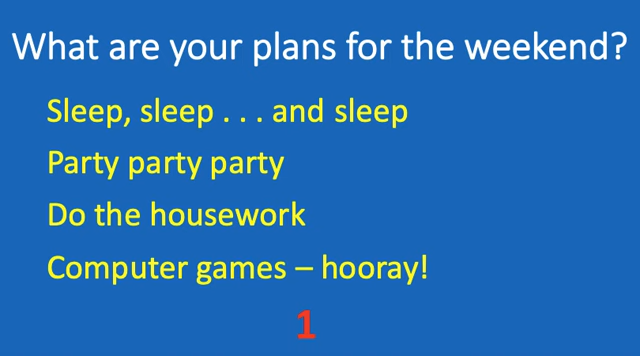 What are your plans for the weekend?
Sleep, sleep . . . and sleep
Party party party
Do the housework
Computer games – hooray!
1